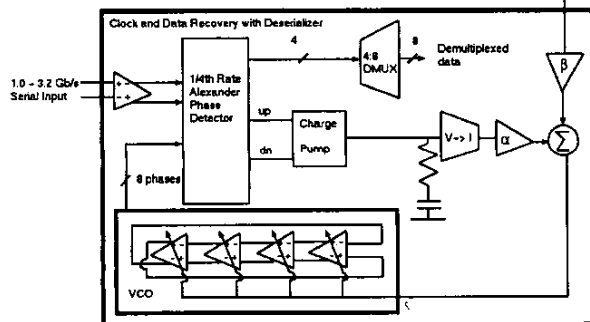 Clock and Data Recovery with Deserializer
1.0 - 3.2 Gb/s
Serial Input
+
-
1/4th Rate
Alexander
Phase
Detector
4
4:8
DMUX
8
Demultiplexed
data
β
up
dn
Charge
Pump
V->I
α
Σ
8 phases
VCO